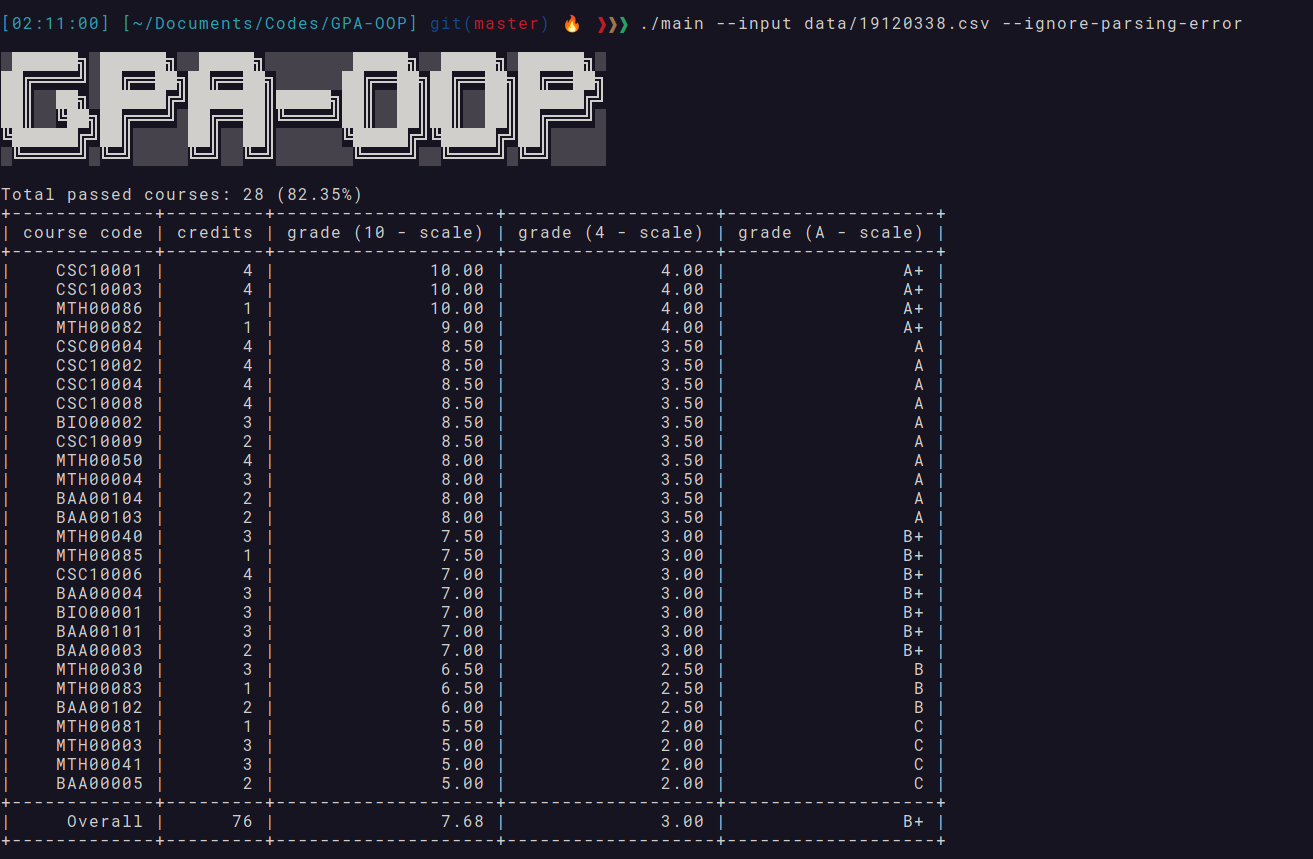 [02:11:00] [~/Documents/Codes/GPA-OOP] git(master) 🔥 ❯❯❯ ./main --input data/19120338.csv --ignore-parsing-error
GPA-OOP
Total passed courses: 28 (82.35%)
+-------------+---------+--------------------+-------------------+-------------------+
| course code | credits | grade (10 - scale) | grade (4 - scale) | grade (A - scale) |
+-------------+---------+--------------------+-------------------+-------------------+
| CSC10001 | 4 | 10.00 | 4.00 | A+ |
| CSC10003 | 4 | 10.00 | 4.00 | A+ |
| MTH00086 | 1 | 10.00 | 4.00 | A+ |
| MTH00082 | 1 | 9.00 | 4.00 | A+ |
| CSC00004 | 4 | 8.50 | 3.50 | A |
| CSC10002 | 4 | 8.50 | 3.50 | A |
| CSC10004 | 4 | 8.50 | 3.50 | A |
| CSC10008 | 4 | 8.50 | 3.50 | A |
| BIO00002 | 3 | 8.50 | 3.50 | A |
| CSC10009 | 2 | 8.50 | 3.50 | A |
| MTH00050 | 4 | 8.00 | 3.50 | A |
| MTH00004 | 3 | 8.00 | 3.50 | A |
| BAA00104 | 2 | 8.00 | 3.50 | A |
| BAA00103 | 2 | 8.00 | 3.50 | A |
| MTH00040 | 3 | 7.50 | 3.00 | B+ |
| MTH00085 | 1 | 7.50 | 3.00 | B+ |
| CSC10006 | 4 | 7.00 | 3.00 | B+ |
| BAA00004 | 3 | 7.00 | 3.00 | B+ |
| BIO00001 | 3 | 7.00 | 3.00 | B+ |
| BAA00101 | 3 | 7.00 | 3.00 | B+ |
| BAA00003 | 2 | 7.00 | 3.00 | B+ |
| MTH00030 | 3 | 6.50 | 2.50 | B |
| MTH00083 | 1 | 6.50 | 2.50 | B |
| BAA00102 | 2 | 6.00 | 2.50 | B |
| MTH00081 | 1 | 5.50 | 2.00 | C |
| MTH00003 | 3 | 5.00 | 2.00 | C |
| MTH00041 | 3 | 5.00 | 2.00 | C |
| BAA00005 | 2 | 5.00 | 2.00 | C |
+-------------+---------+--------------------+-------------------+-------------------+
| Overall | 76 | 7.68 | 3.00 | B+ |
+-------------+---------+--------------------+-------------------+-------------------+